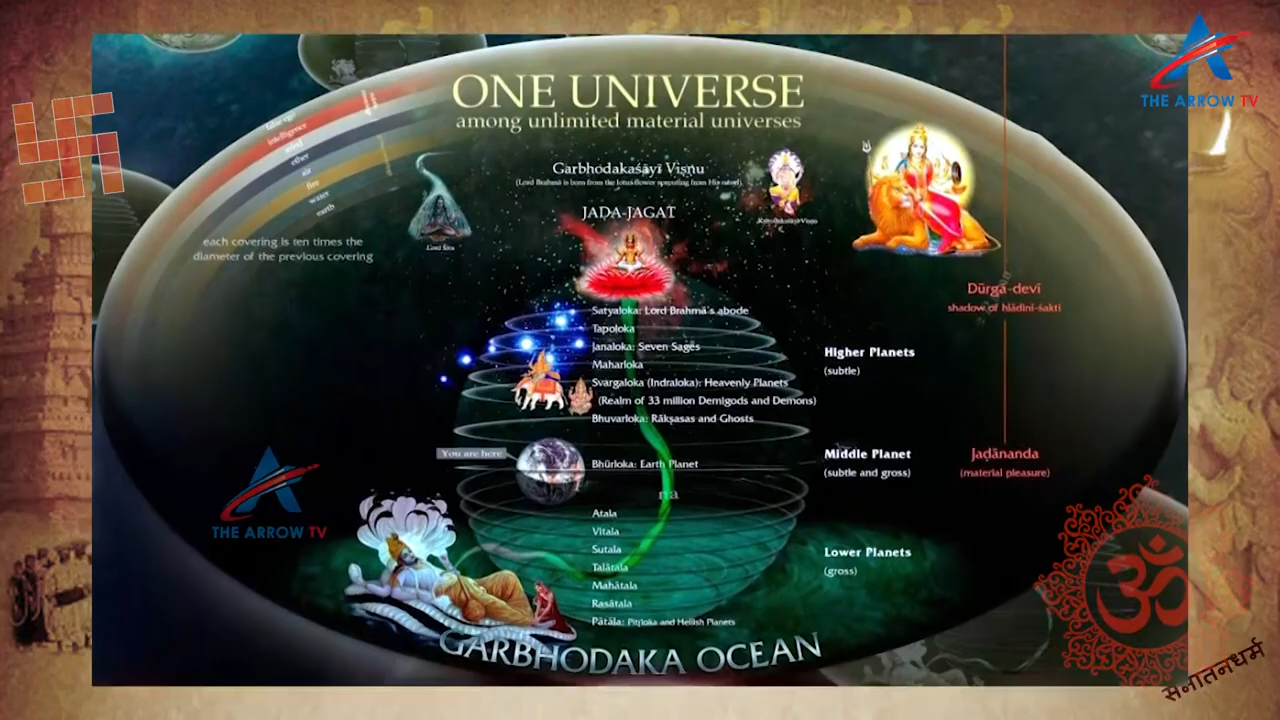 THE ARROW TV
ONE UNIVERSE
among unlimited material universes
Garbhodakaśāyī Viṣṇu
(Lord Brahmā is born from the lotus flower sprouting from His navel)
JAḌA-JAGAT
intelligence
mind
ether
air
fire
water
earth
each covering is ten times the
diameter of the previous covering
Lord Śiva
Dūrgā-devī
shadow of hlādinī-śakti
Satyaloka: Lord Brahmā's abode
Tapoloka
Janaloka: Seven Sages
Maharloka
Svargaloka (Indraloka): Heavenly Planets
(Realm of 33 million Demigods and Demons)
Bhuvarloka: Rākṣasas and Ghosts
Higher Planets
(subtle)
You are here
Bhūrloka: Earth Planet
Middle Planet
(subtle and gross)
Jaḍānanda
(material pleasure)
THE ARROW TV
Atala
Vitala
Sutala
Talātala
Mahātala
Rasātala
Pātāla: Pitṛloka and Hellish Planets
Lower Planets
(gross)
GARBHODAKA OCEAN
ॐ
सनातनधर्म